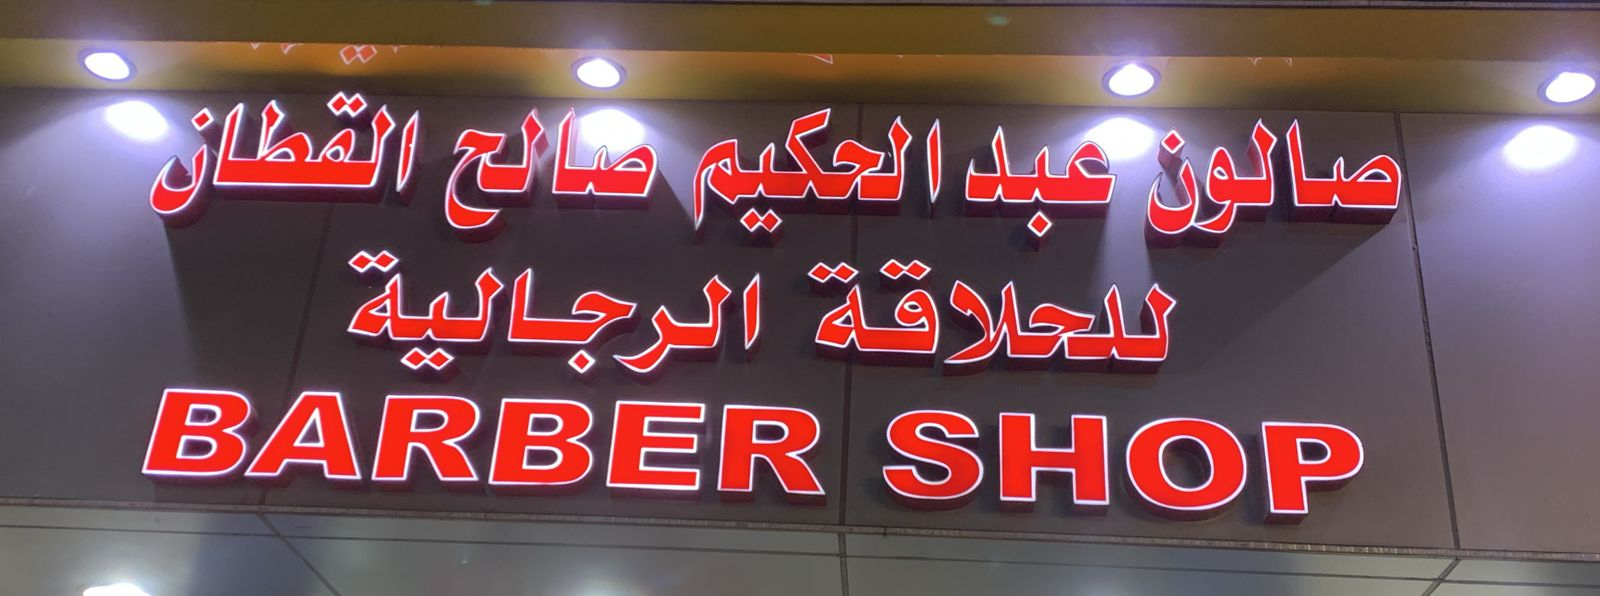 صالون عبد الحكيم صالح القطان
للحلاقة الرجالية
BARBER SHOP